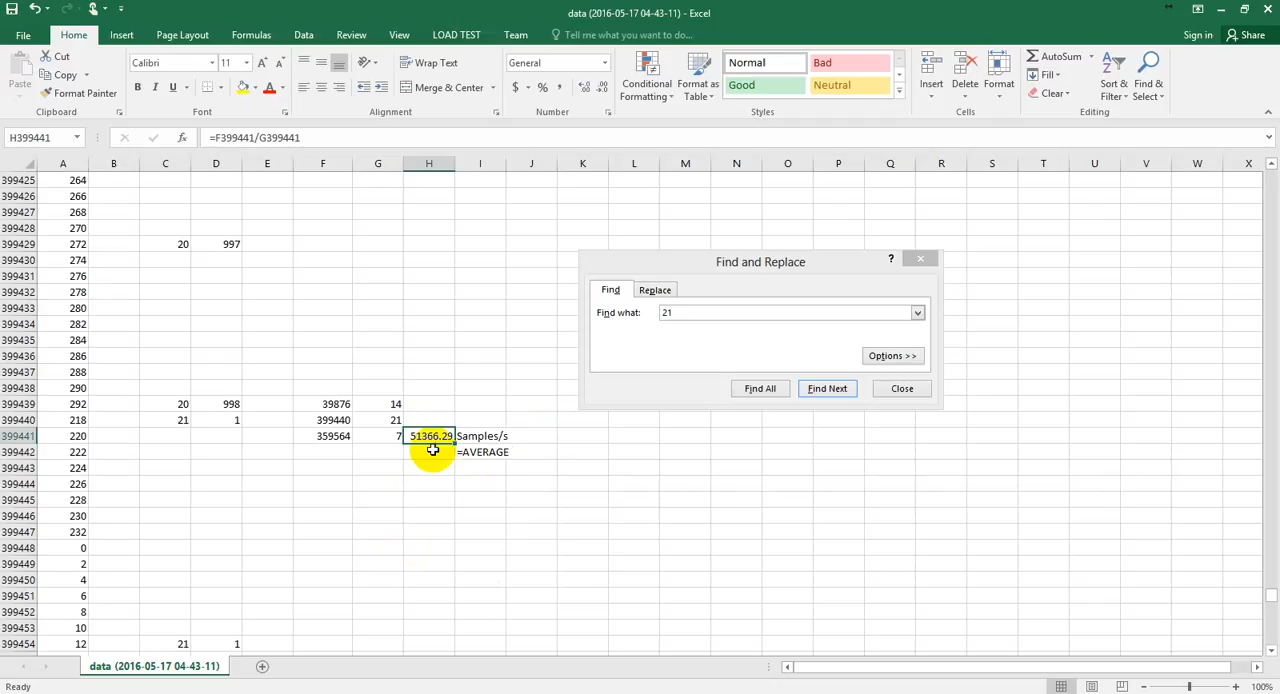 data (2016-05-17 04-43-11) - Excel
File Home Insert Page Layout Formulas Data Review View LOAD TEST Team Tell me what you want to do... Sign in Share
Paste
Cut
Copy
Format Painter
Clipboard
Calibri 11 A A
B I U A
Font
Wrap Text
Merge & Center
Alignment
General
$ % ,
Number
Conditional Formatting
Format as Table
Normal Bad
Good Neutral
Styles
Insert Delete Format
Cells
AutoSum
Fill
Clear
Sort & Filter
Find & Select
Editing
H399441 fx =F399441/G399441
A B C D E F G H I J K L M N O P Q R S T U V W X
399425 264
399426 266
399427 268
399428 270
399429 272 20 997
399430 274
399431 276
399432 278
399433 280
399434 282
399435 284
399436 286
399437 288
399438 290
399439 292 20 998 39876 14
399440 218 21 1 399440 21
399441 220 359564 7 51366.29 Samples/s
399442 222 =AVERAGE
399443 224
399444 226
399445 228
399446 230
399447 232
399448 0
399449 2
399450 4
399451 6
399452 8
399453 10
399454 12 21 1
Find and Replace ?
Find Replace
Find what: 21
Options >>
Find All Find Next Close
data (2016-05-17 04-43-11)
Ready 100%